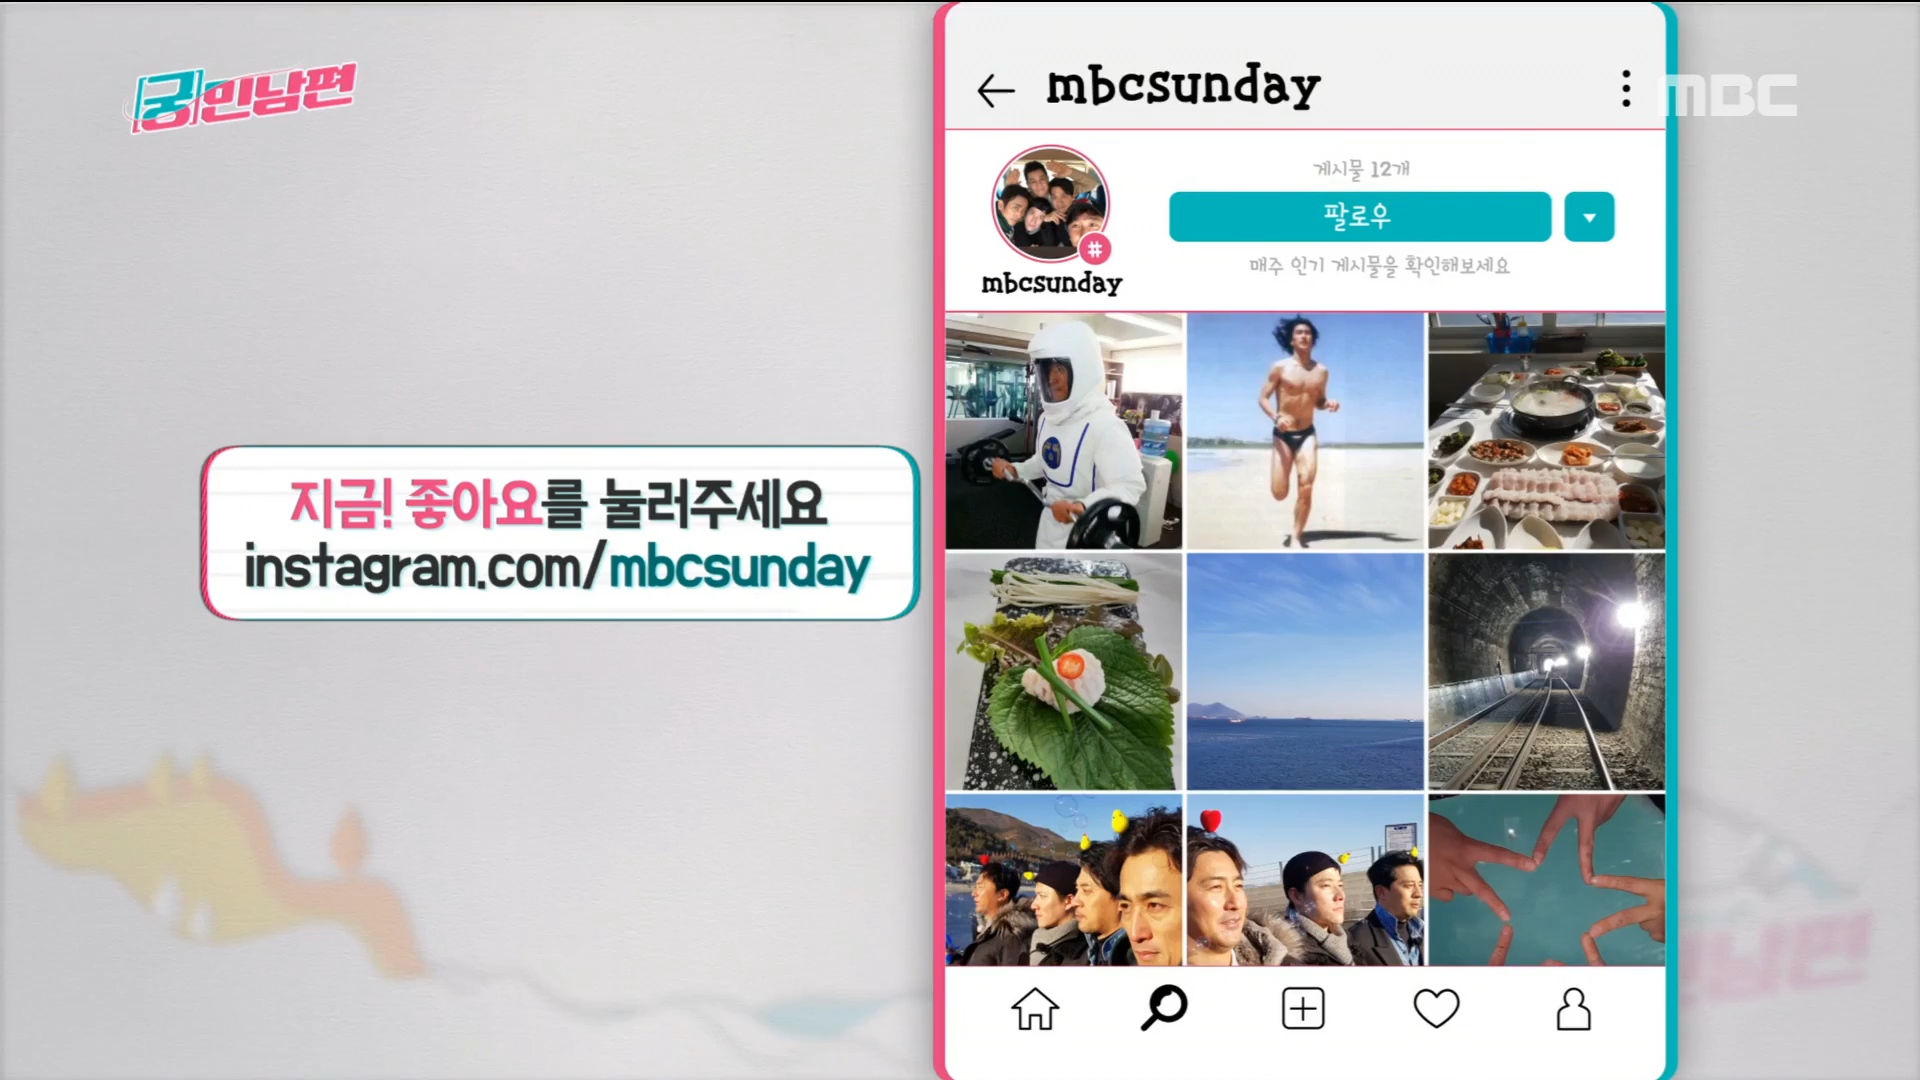 궁민남편
mbcsunday
MBC
게시물 12개
팔로우
#
mbcsunday
매주 인기 게시물을 확인해보세요
지금! 좋아요를 눌러주세요
instagram.com/mbcsunday